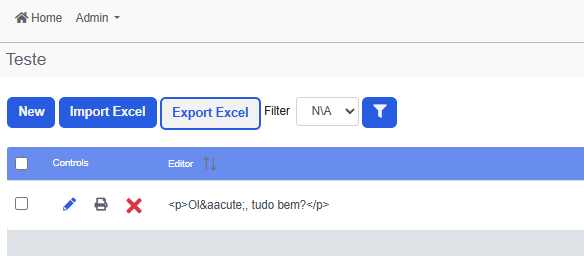 Home Admin
Teste
New Import Excel Export Excel Filter N\A
Controls Editor
<p>Ol&aacute;, tudo bem?</p>